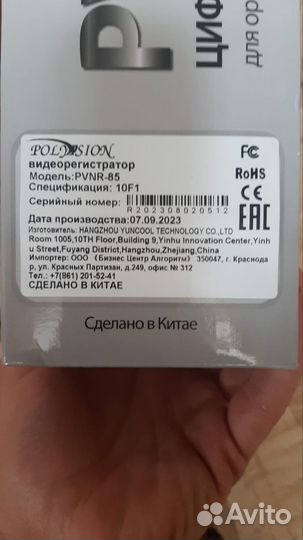 ЦИФ
для ор
POLYVISION
FC
видеорегистратор
RoHS
Модель:PVNR-85
Спецификация: 10F1
CE
Серийный номер:
R202308020512
EAC
Дата производства:07.09.2023
Изготовитель: HANGZHOU YUNCOOL TECHNOLOGY CO.,LTD
Room 1005,10TH Floor,Building 9,Yinhu Innovation Center,Yinh
u Street,Fuyang District,Hangzhou,Zhejiang,China
Импортер: ООО《Бизнес Центр Алгоритм》350047, г. Краснода
р, ул. Красных Партизан, д.249, офис № 312
Тел.: +7(861) 201-52-41
СДЕЛАНО В КИТАЕ
Сделано в Китае
Avito